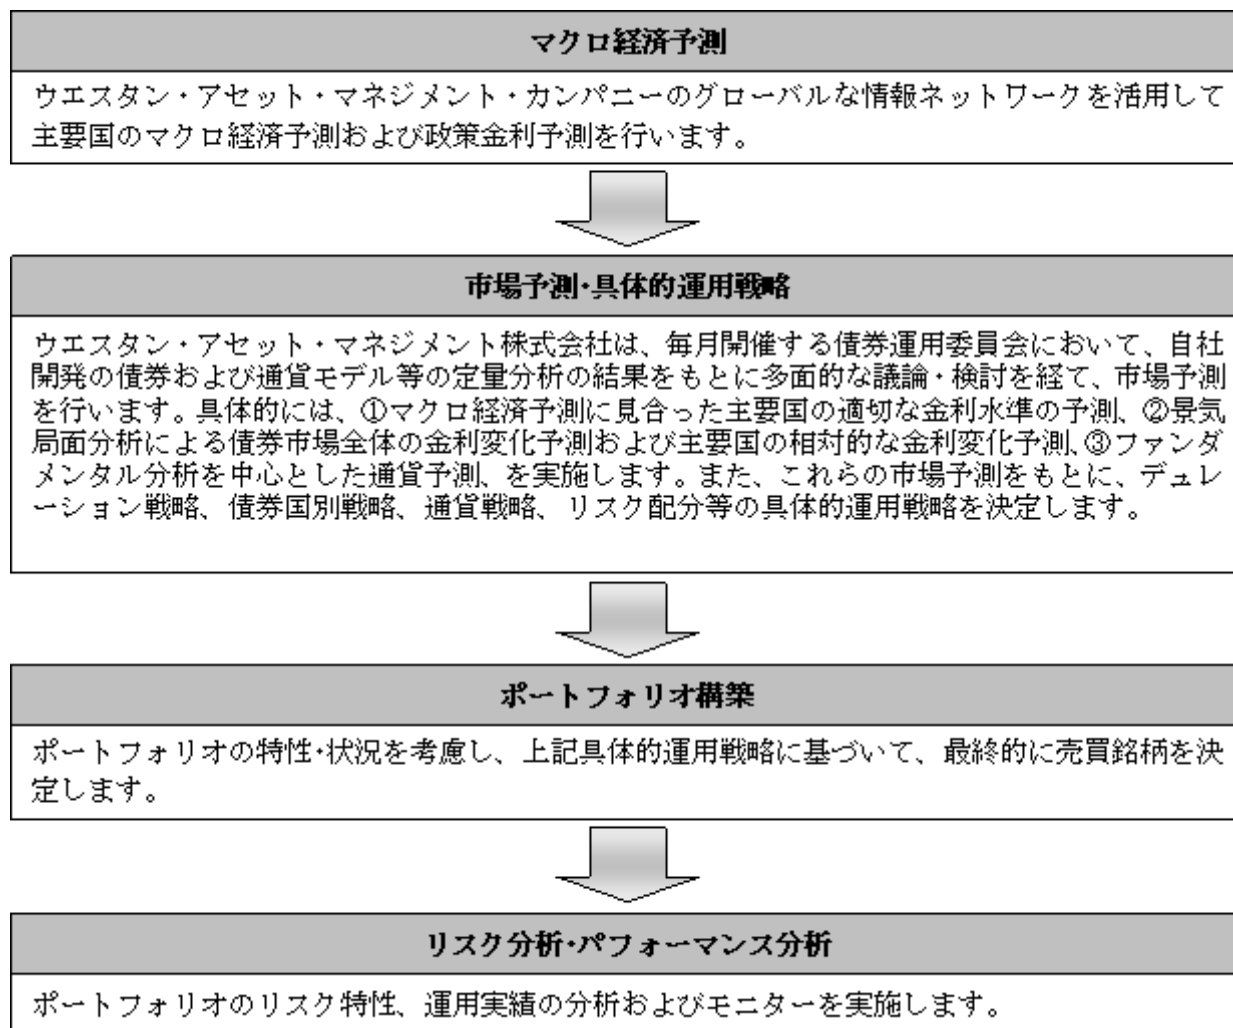 マクロ経済予測
ウエスタン・アセット・マネジメント・カンパニーのグローバルな情報ネットワークを活用して
主要国のマクロ経済予測および政策金利予測を行います。
市場予測・具体的運用戦略
ウエスタン・アセット・マネジメント株式会社は、毎月開催する債券運用委員会において、自社
開発の債券および通貨モデル等の定量分析の結果をもとに多面的な議論・検討を経て、市場予測
を行います。具体的には、①マクロ経済予測に見合った主要国の適切な金利水準の予測、②景気
局面分析による債券市場全体の金利変化予測および主要国の相対的な金利変化予測、③ファンダ
メンタル分析を中心とした通貨予測、を実施します。また、これらの市場予測をもとに、デュレ
ーション戦略、債券国別戦略、通貨戦略、リスク配分等の具体的運用戦略を決定します。
ポートフォリオ構築
ポートフォリオの特性・状況を考慮し、上記具体的運用戦略に基づいて、最終的に売買銘柄を決
定します。
リスク分析・パフォーマンス分析
ポートフォリオのリスク特性、運用実績の分析およびモニターを実施します。